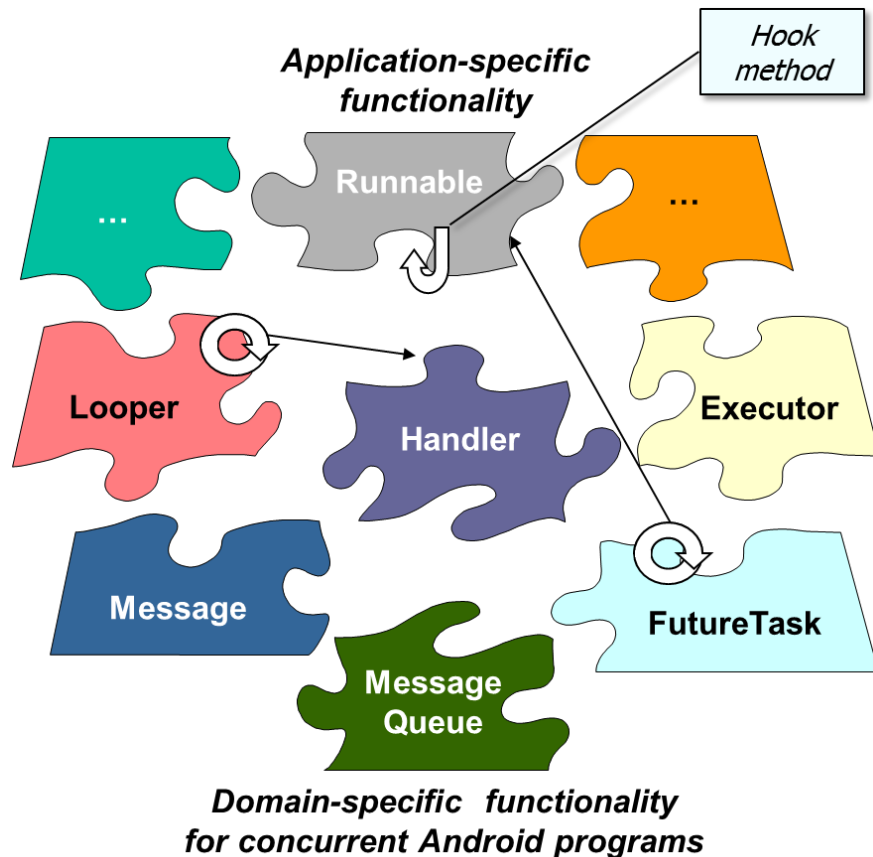 Hook
method
Application-specific
functionality
...
Runnable
...
Looper
Handler
Executor
Message
FutureTask
Message
Queue
Domain-specific functionality
for concurrent Android programs